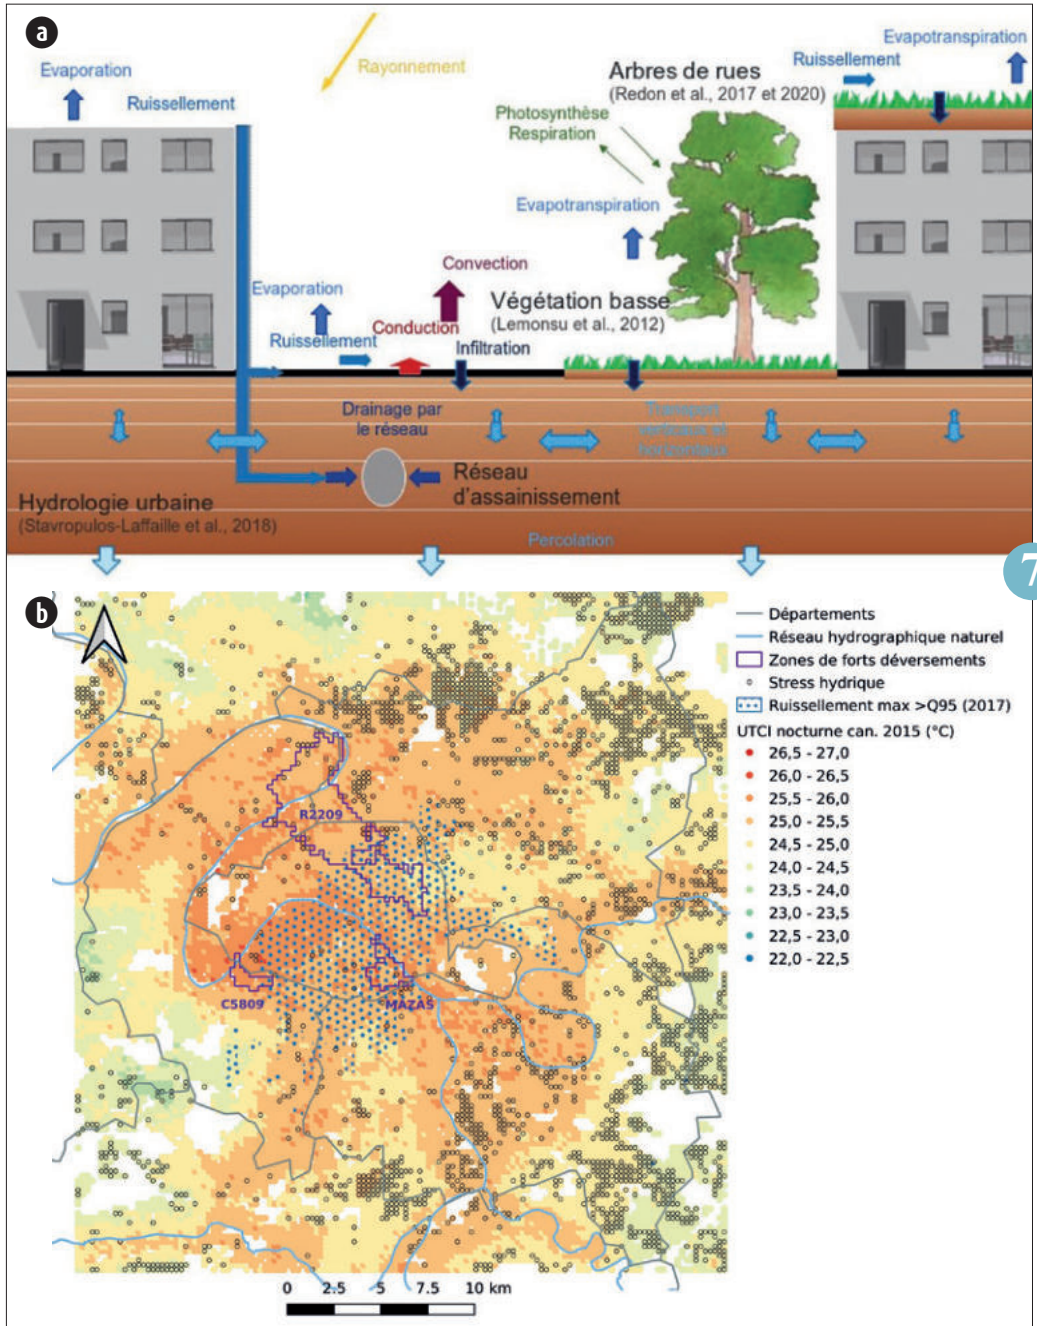 a
Evaporation
Ruissellement
Rayonnement
Arbres de rues
(Redon et al., 2017 et 2020)
Photosynthèse
Respiration
Evapotranspiration
Ruissellement
Evapotranspiration
Convection
Evaporation
Végétation basse
(Lemonsu et al., 2012)
Conduction
Ruissellement
Infiltration
Drainage par
le réseau
Transport
verticaux et
horizontaux
Réseau
d'assainissement
Hydrologie urbaine
(Stavropulos-Laffaille et al., 2018)
Percolation
7
b
Départements
Réseau hydrographique naturel
Zones de forts déversements
Stress hydrique
Ruissellement max >Q95 (2017)
UTCI nocturne can. 2015 (°C)
26,5 - 27,0
26,0 - 26,5
25,5 - 26,0
25,0 - 25,5
24,5 - 25,0
24,0 - 24,5
23,5 - 24,0
23,0 - 23,5
22,5 - 23,0
22,0 - 22,5
R2209
C5809
MAZAS
0 2.5 5 7.5 10 km